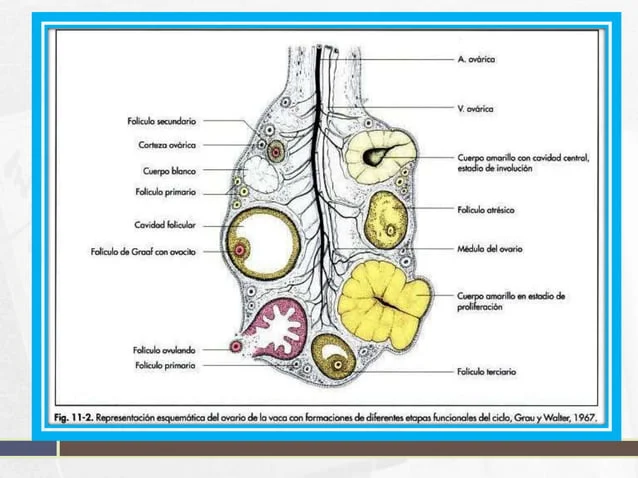 A. ovárica
V. ovárica
Folículo secundario
Corteza ovárica
Cuerpo blanco
Folículo primario
Cavidad folicular
Folículo de Graaf con ovocito
Folículo ovulando
Folículo primario
Cuerpo amarillo con cavidad central,
estadio de involución
Folículo atrésico
Médula del ovario
Cuerpo amarillo en estadio de
proliferación
Folículo terciario
Fig. 11-2. Representación esquemática del ovario de la vaca con formaciones de diferentes etapas funcionales del ciclo, Grau y Walter, 1967.